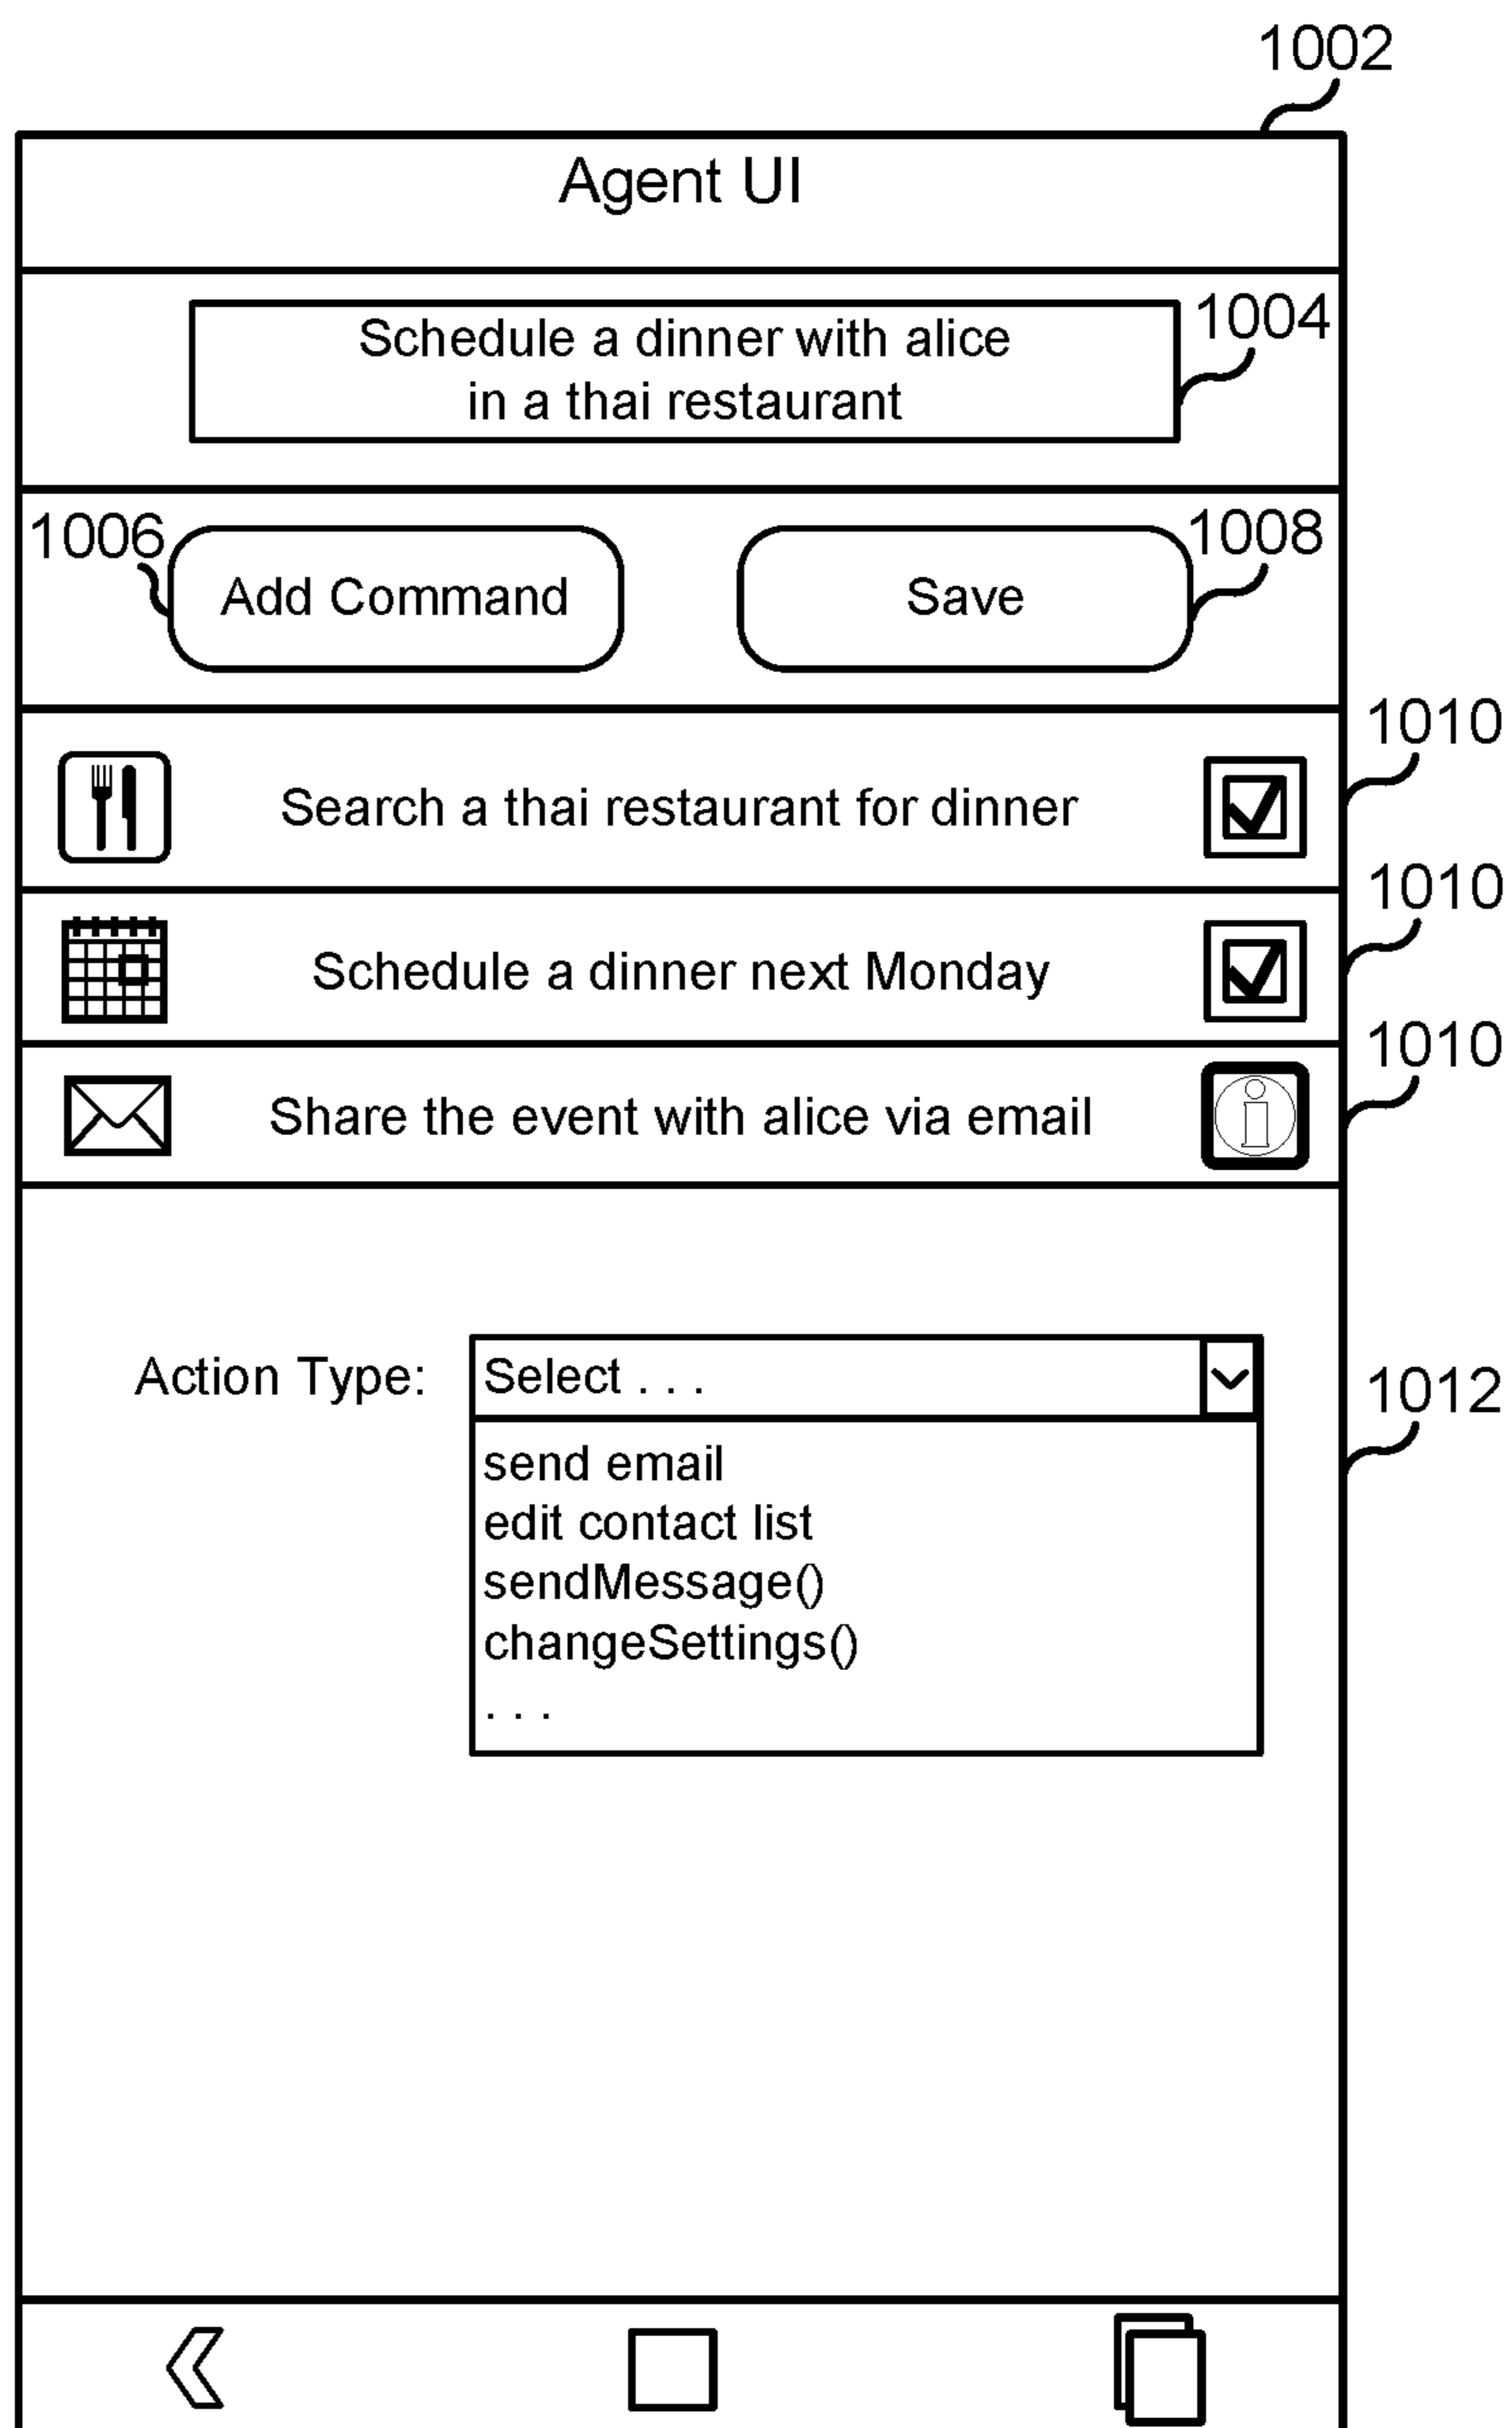 1002
Agent UI
1004
Schedule a dinner with alice
in a thai restaurant
1006
Add Command
Save
1008
1010
Search a thai restaurant for dinner
1010
Schedule a dinner next Monday
1010
Share the event with alice via email
Action Type:
Select . . .
1012
send email
edit contact list
sendMessage()
changeSettings()
. . .